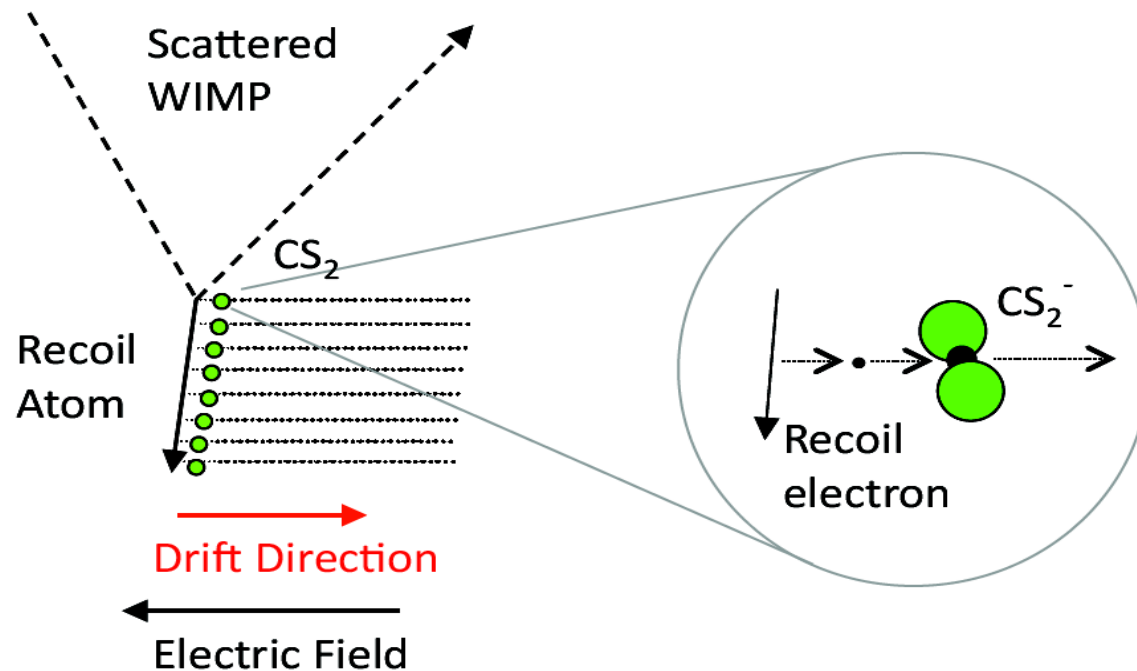 Scattered
WIMP
CS₂
Recoil
Atom
CS₂⁻
Recoil
electron
Drift Direction
Electric Field